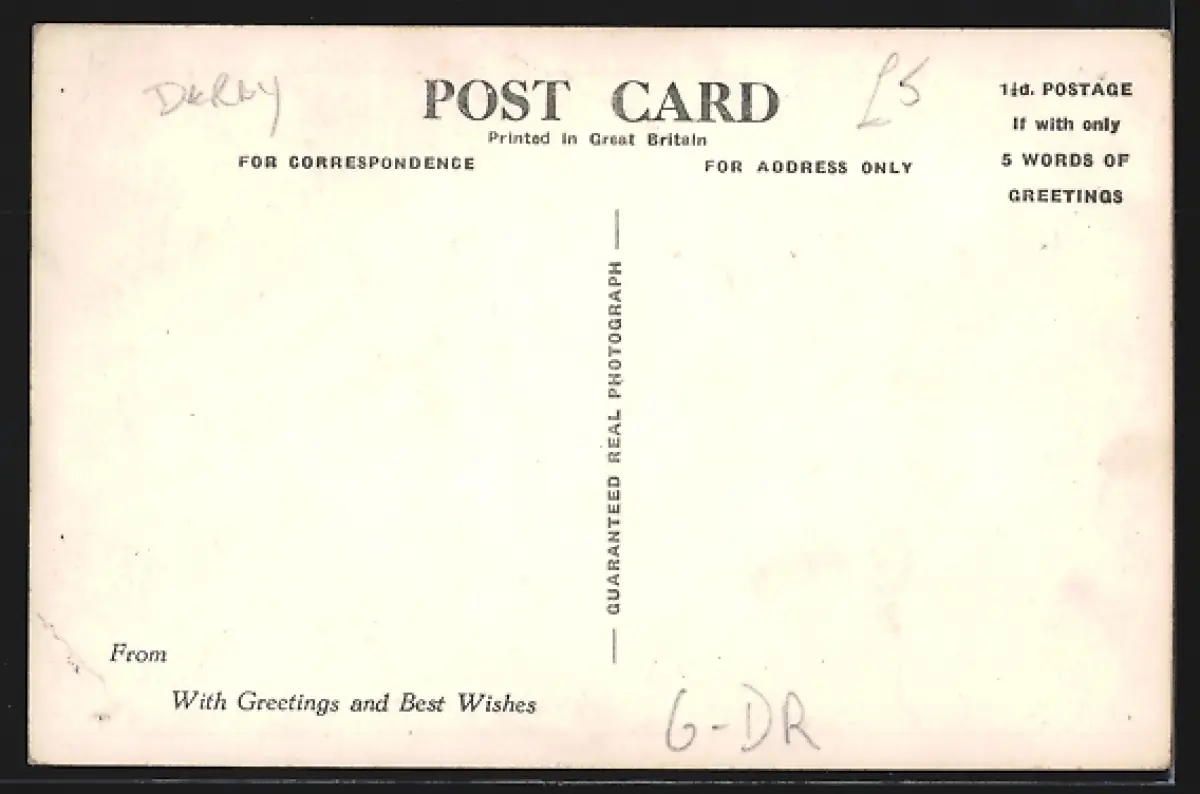 DERBY
POST CARD
£5
Printed in Great Britain
FOR CORRESPONDENCE
FOR ADDRESS ONLY
1½d. POSTAGE
If with only
5 WORDS OF
GREETINGS
GUARANTEED REAL PHOTOGRAPH
From
With Greetings and Best Wishes
G-DR